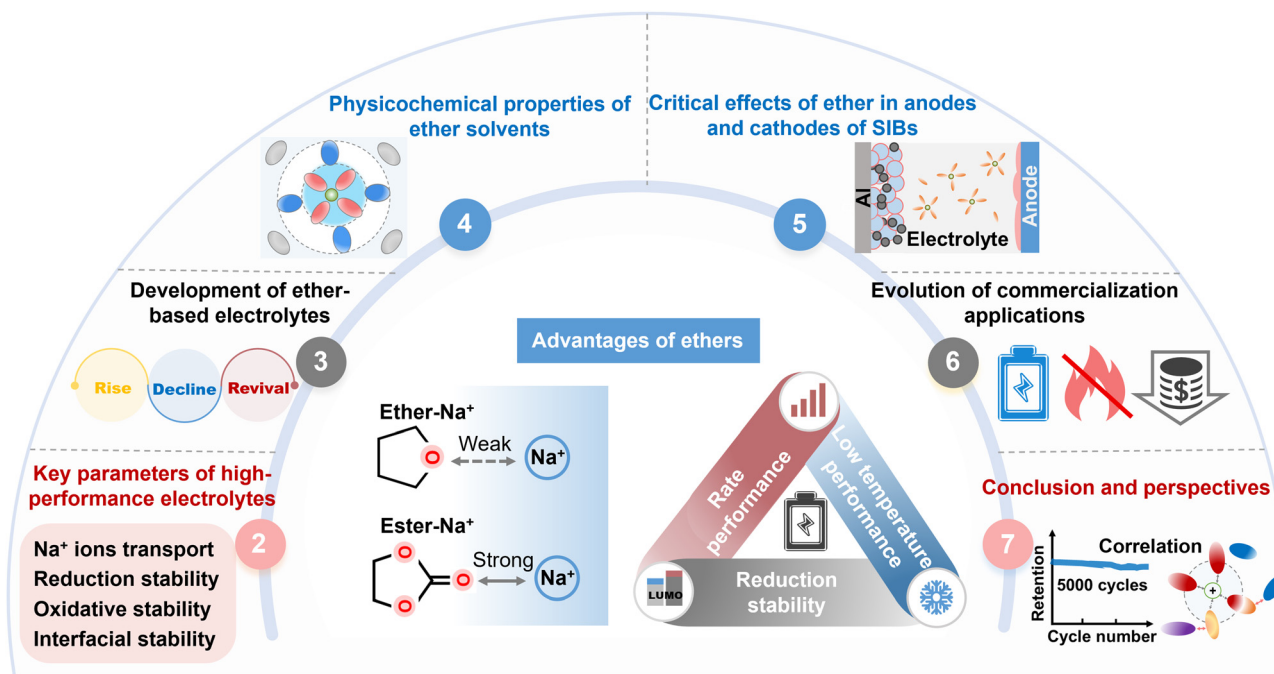 Physicochemical properties of
ether solvents
4
Critical effects of ether in anodes
and cathodes of SIBs
Al
Electrolyte
Anode
5
Development of ether-
based electrolytes
Rise
Decline
Revival
3
Evolution of commercialization
applications
$
6
Key parameters of high-
performance electrolytes
Na⁺ ions transport
Reduction stability
Oxidative stability
Interfacial stability
2
Conclusion and perspectives
Retention
5000 cycles
Cycle number
Correlation
+
7
Advantages of ethers
Ether-Na⁺
O
Weak
Na⁺
Ester-Na⁺
O
O
O
Strong
Na⁺
Rate
performance
Low temperature
performance
LUMO
Reduction
stability